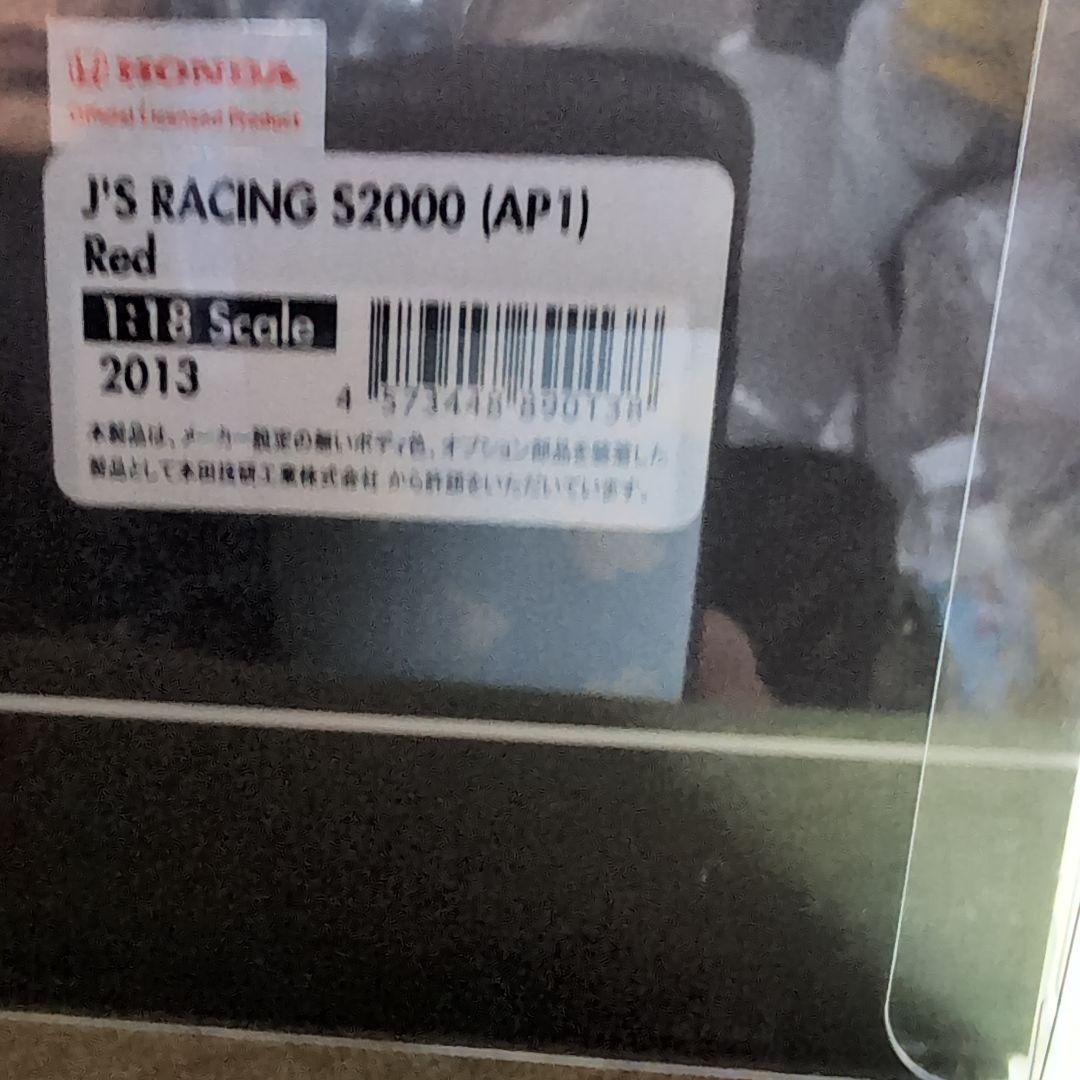 HONDA
Official Licensed Product
J'S RACING S2000 (AP1)
Red
1:18 Scale
2013
4 573448 890138
本製品は、メーカー設定の無いボディ色、オプション部品を装着した
製品として本田技研工業株式会社 から許諾をいただいています。